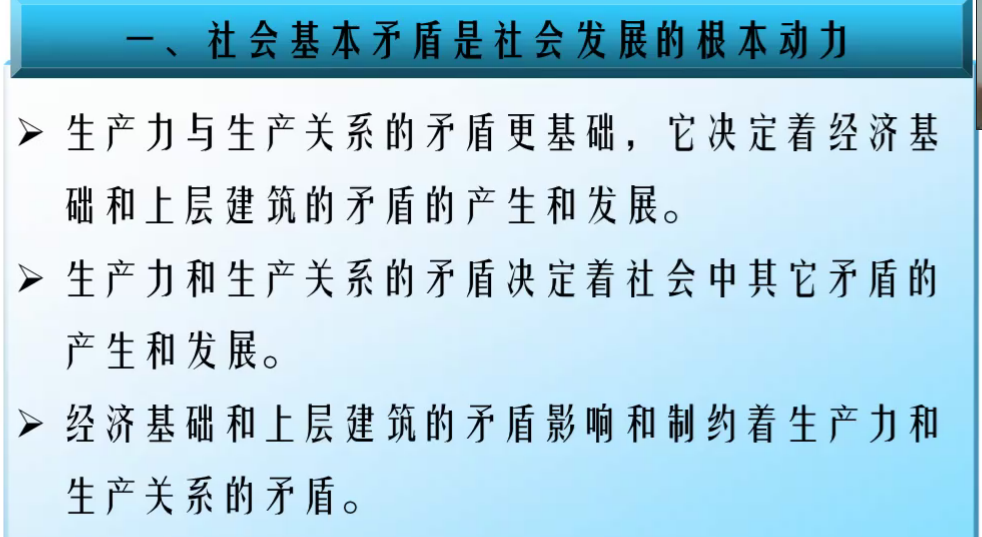 一、社会基本矛盾是社会发展的根本动力
➢ 生产力与生产关系的矛盾更基础，它决定着经济基
础和上层建筑的矛盾的产生和发展。
➢ 生产力和生产关系的矛盾决定着社会中其它矛盾的
产生和发展。
➢ 经济基础和上层建筑的矛盾影响和制约着生产力和
生产关系的矛盾。